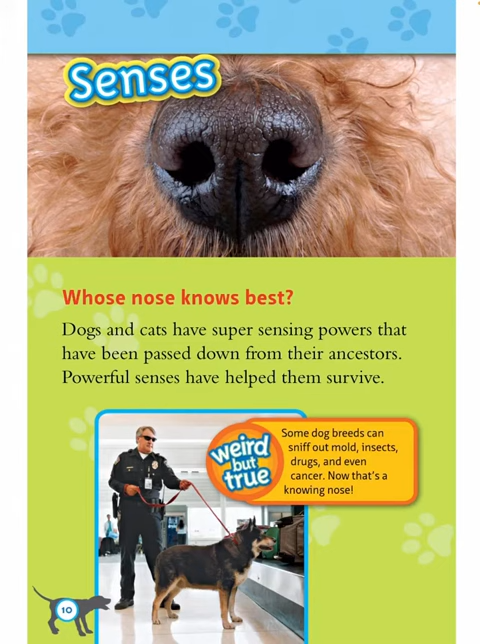 Senses
Whose nose knows best?
Dogs and cats have super sensing powers that
have been passed down from their ancestors.
Powerful senses have helped them survive.
weird
but
true
Some dog breeds can
sniff out mold, insects,
drugs, and even
cancer. Now that's a
knowing nose!
10